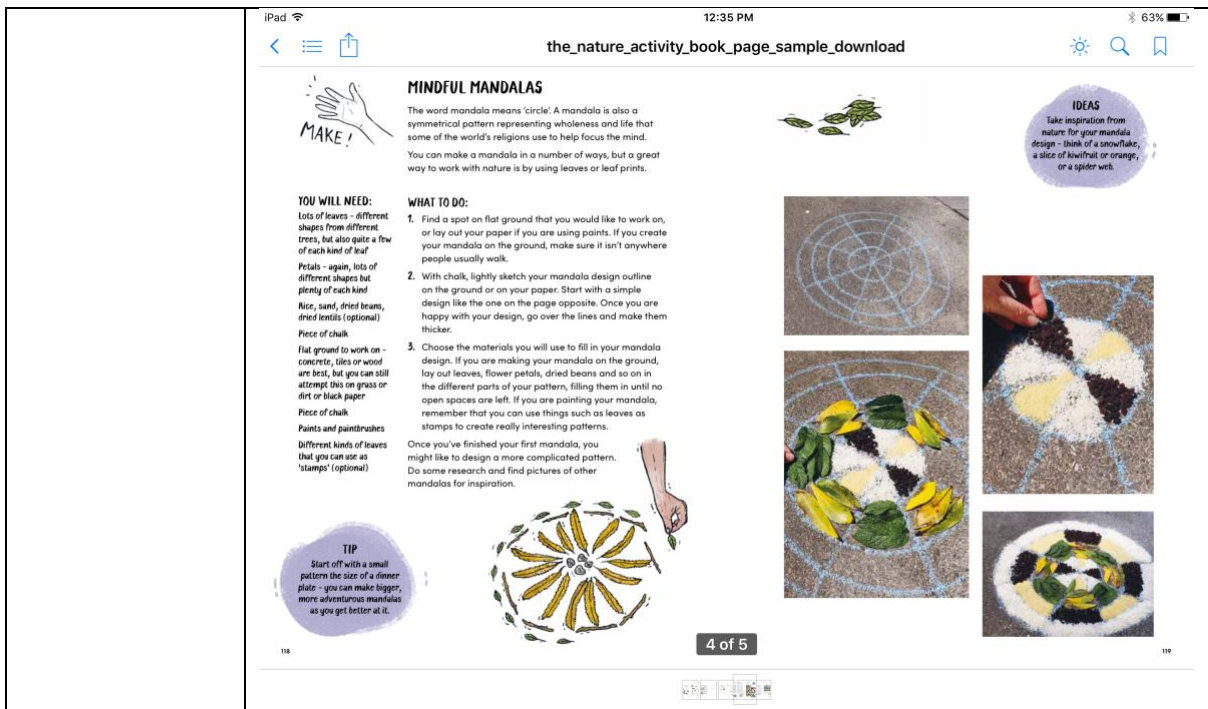 iPad
12:35 PM
63%
the_nature_activity_book_page_sample_download
MAKE!
MINDFUL MANDALAS
The word mandala means ‘circle’. A mandala is also a
symmetrical pattern representing wholeness and life that
some of the world’s religions use to help focus the mind.
You can make a mandala in a number of ways, but a great
way to work with nature is by using leaves or leaf prints.
YOU WILL NEED:
Lots of leaves – different
shapes from different
trees, but also quite a few
of each kind of leaf
Petals – again, lots of
different shapes but
plenty of each kind
Rice, sand, dried beans,
dried lentils (optional)
Piece of chalk
Flat ground to work on –
concrete, tiles or wood
are best, but you can still
attempt this on grass or
dirt or black paper
Piece of chalk
Paints and paintbrushes
Different kinds of leaves
that you can use as
‘stamps’ (optional)
WHAT TO DO:
1. Find a spot on flat ground that you would like to work on,
or lay out your paper if you are using paints. If you create
your mandala on the ground, make sure it isn’t anywhere
people usually walk.
2. With chalk, lightly sketch your mandala design outline
on the ground or on your paper. Start with a simple
design like the one on the page opposite. Once you are
happy with your design, go over the lines and make them
thicker.
3. Choose the materials you will use to fill in your mandala
design. If you are making your mandala on the ground,
lay out leaves, flower petals, dried beans and so on in
the different parts of your pattern, filling them in until no
open spaces are left. If you are painting your mandala,
remember that you can use things such as leaves as
stamps to create really interesting patterns.
Once you’ve finished your first mandala, you
might like to design a more complicated pattern.
Do some research and find pictures of other
mandalas for inspiration.
TIP
Start off with a small
pattern the size of a dinner
plate – you can make bigger,
more adventurous mandalas
as you get better at it.
118
IDEAS
Take inspiration from
nature for your mandala
design – think of a snowflake,
a slice of kiwifruit or orange,
or a spider web.
4 of 5
119